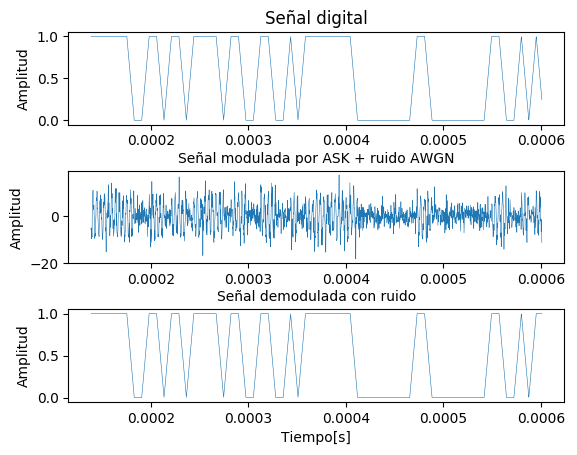 Señal digital
Amplitud
1.0
0.5
0.0
0.0002 0.0003 0.0004 0.0005 0.0006
Señal modulada por ASK + ruido AWGN
Amplitud
0
−20
0.0002 0.0003 0.0004 0.0005 0.0006
Señal demodulada con ruido
Amplitud
1.0
0.5
0.0
0.0002 0.0003 0.0004 0.0005 0.0006
Tiempo[s]